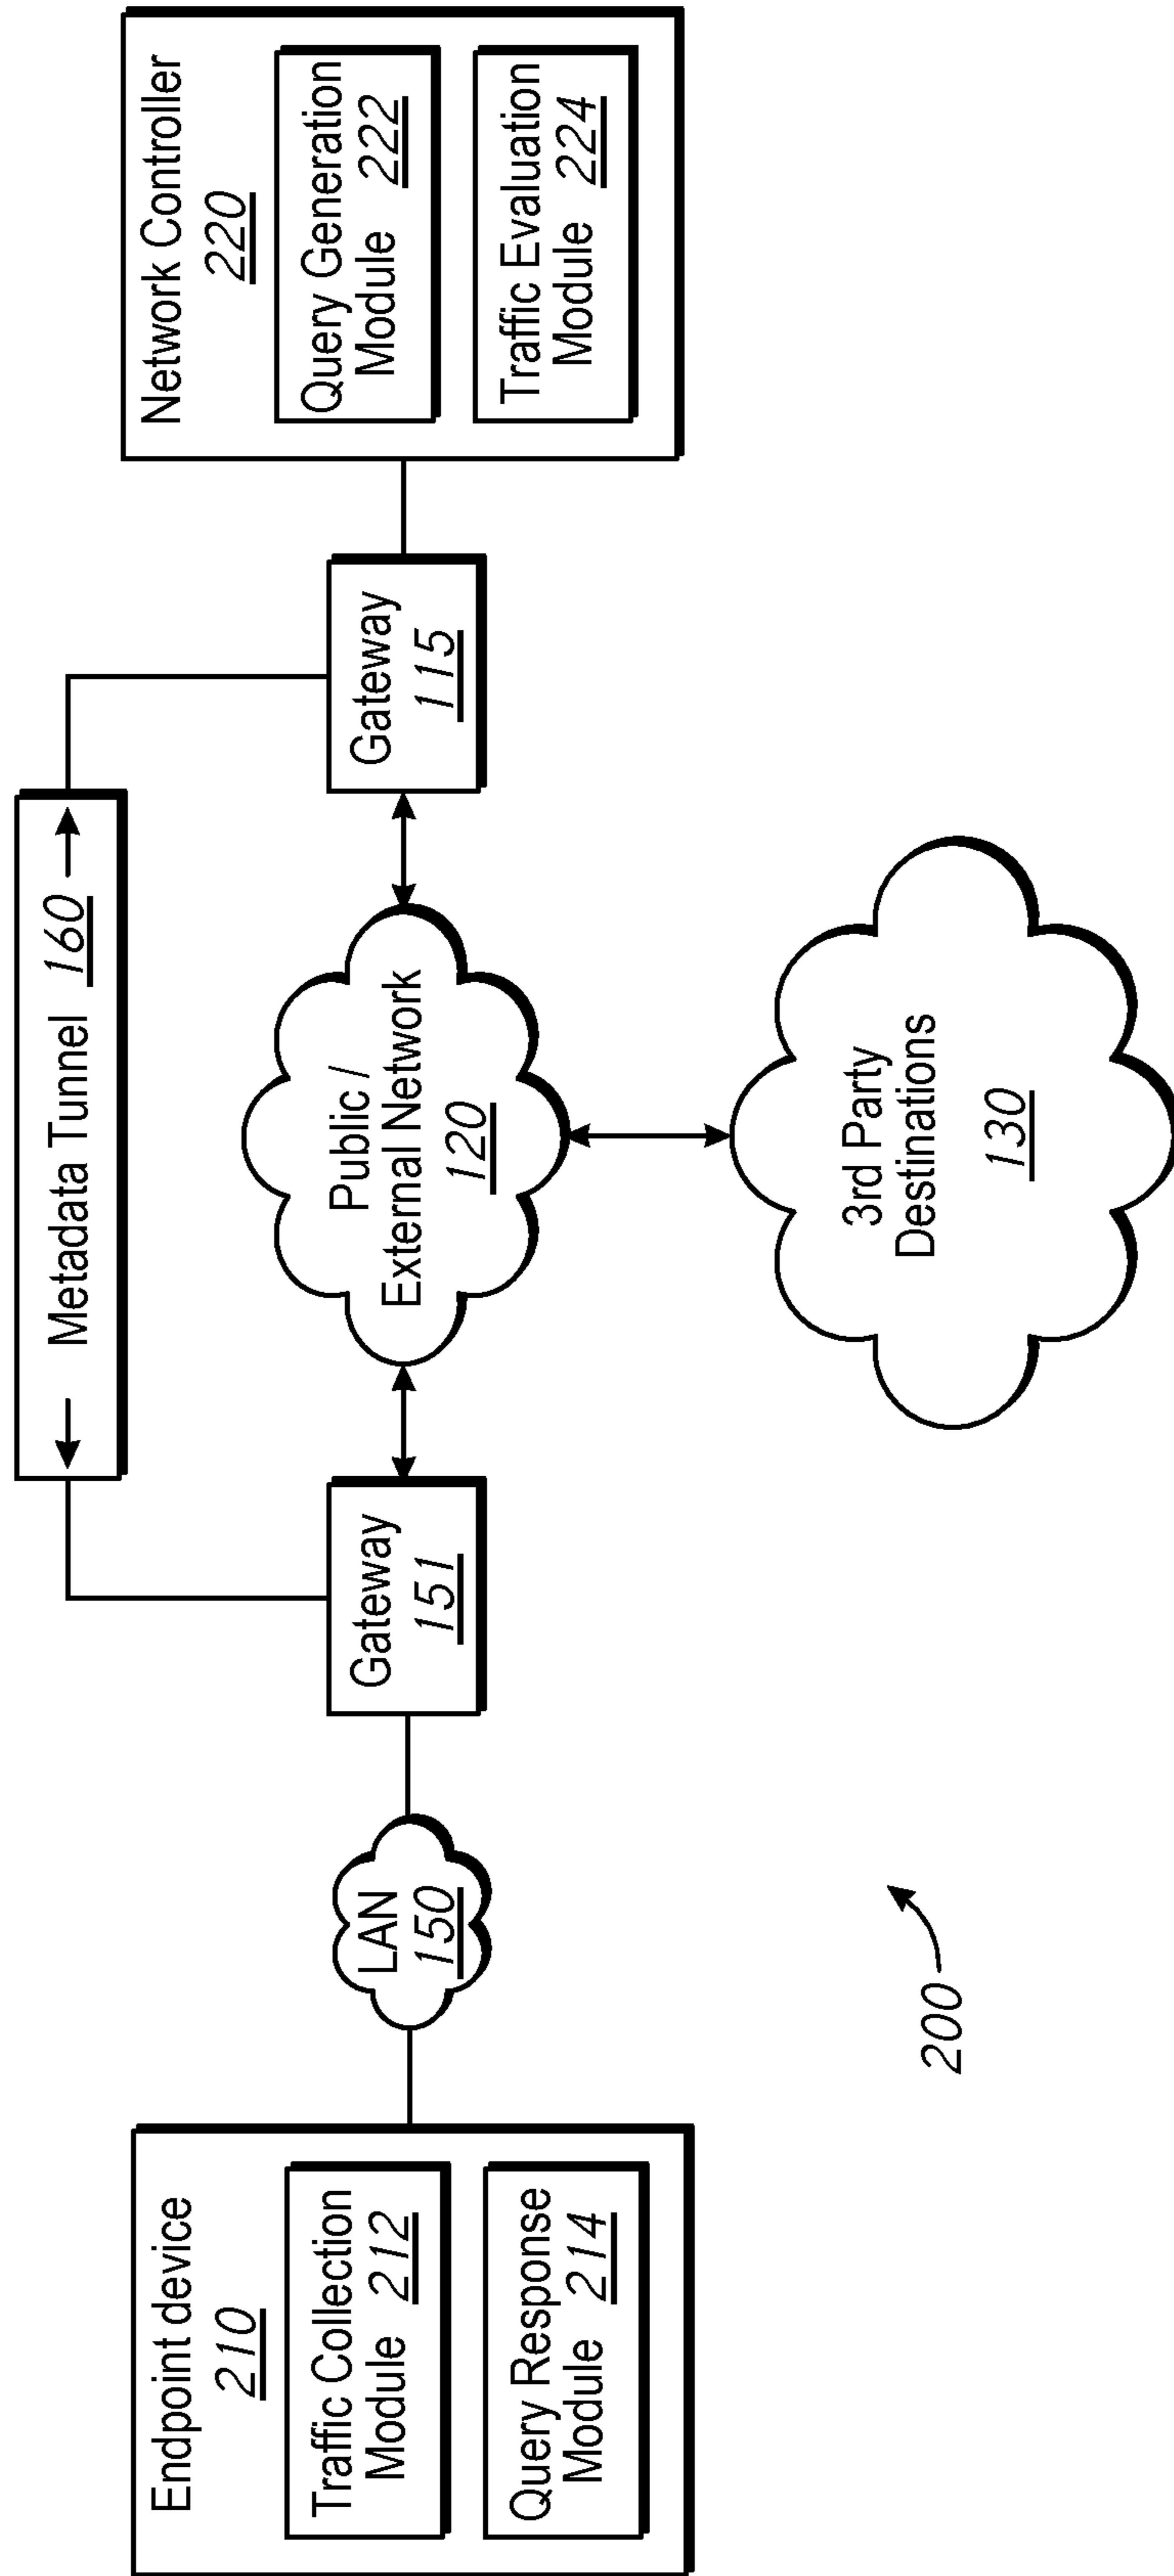 Metadata Tunnel 160
Endpoint device
210
Traffic Collection
Module 212
Query Response
Module 214
LAN
150
Gateway
151
Public /
External Network
120
Gateway
115
Network Controller
220
Query Generation
Module 222
Traffic Evaluation
Module 224
3rd Party
Destinations
130
200